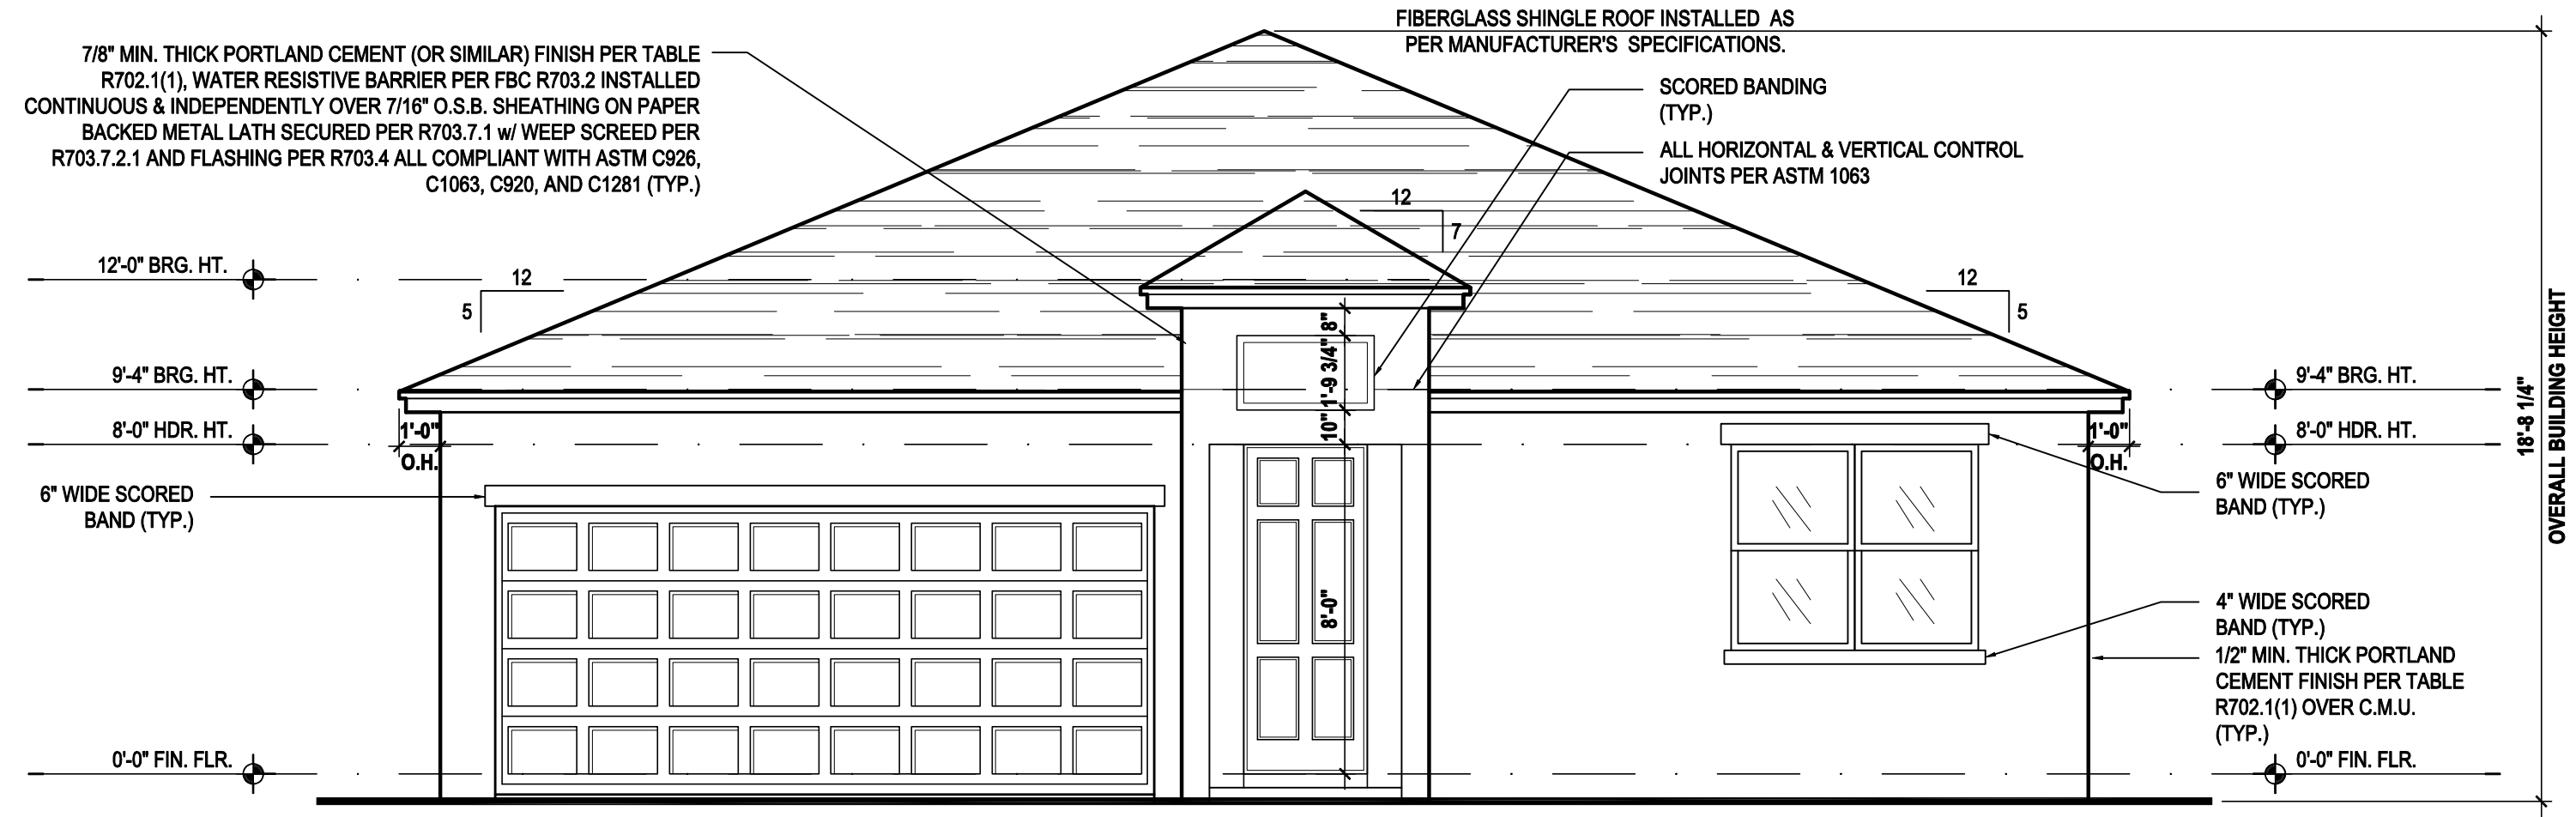 FIBERGLASS SHINGLE ROOF INSTALLED AS
PER MANUFACTURER'S SPECIFICATIONS.
7/8" MIN. THICK PORTLAND CEMENT (OR SIMILAR) FINISH PER TABLE
R702.1(1), WATER RESISTIVE BARRIER PER FBC R703.2 INSTALLED
CONTINUOUS & INDEPENDENTLY OVER 7/16" O.S.B. SHEATHING ON PAPER
BACKED METAL LATH SECURED PER R703.7.1 w/ WEEP SCREED PER
R703.7.2.1 AND FLASHING PER R703.4 ALL COMPLIANT WITH ASTM C926,
C1063, C920, AND C1281 (TYP.)
SCORED BANDING
(TYP.)
ALL HORIZONTAL & VERTICAL CONTROL
JOINTS PER ASTM 1063
12
7
12'-0" BRG. HT.
12
5
12
5
9'-4" BRG. HT.
9'-4" BRG. HT.
8'-0" HDR. HT.
8'-0" HDR. HT.
1'-0"
O.H.
1'-0"
O.H.
8"
1'-9 3/4"
10"
8'-0"
6" WIDE SCORED
BAND (TYP.)
6" WIDE SCORED
BAND (TYP.)
4" WIDE SCORED
BAND (TYP.)
1/2" MIN. THICK PORTLAND
CEMENT FINISH PER TABLE
R702.1(1) OVER C.M.U.
(TYP.)
0'-0" FIN. FLR.
0'-0" FIN. FLR.
18'-8 1/4"
OVERALL BUILDING HEIGHT